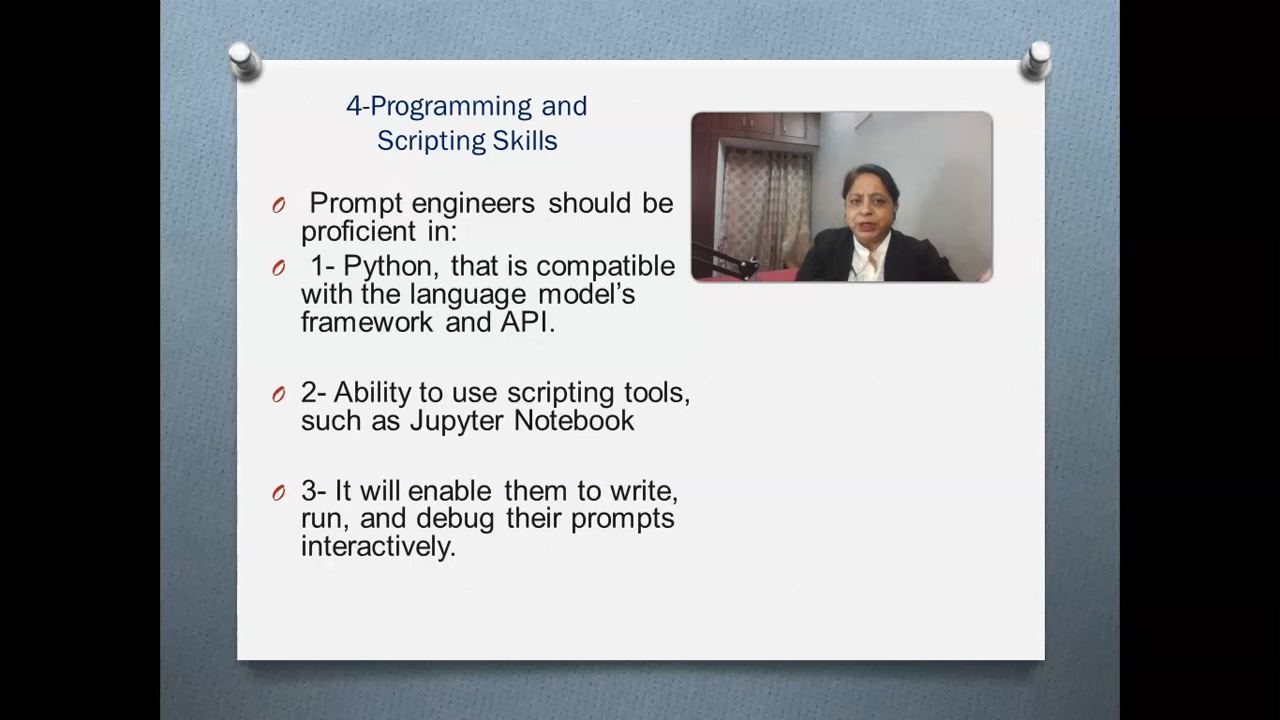 4-Programming and
Scripting Skills
Prompt engineers should be
proficient in:
1- Python, that is compatible
with the language model’s
framework and API.
2- Ability to use scripting tools,
such as Jupyter Notebook
3- It will enable them to write,
run, and debug their prompts
interactively.